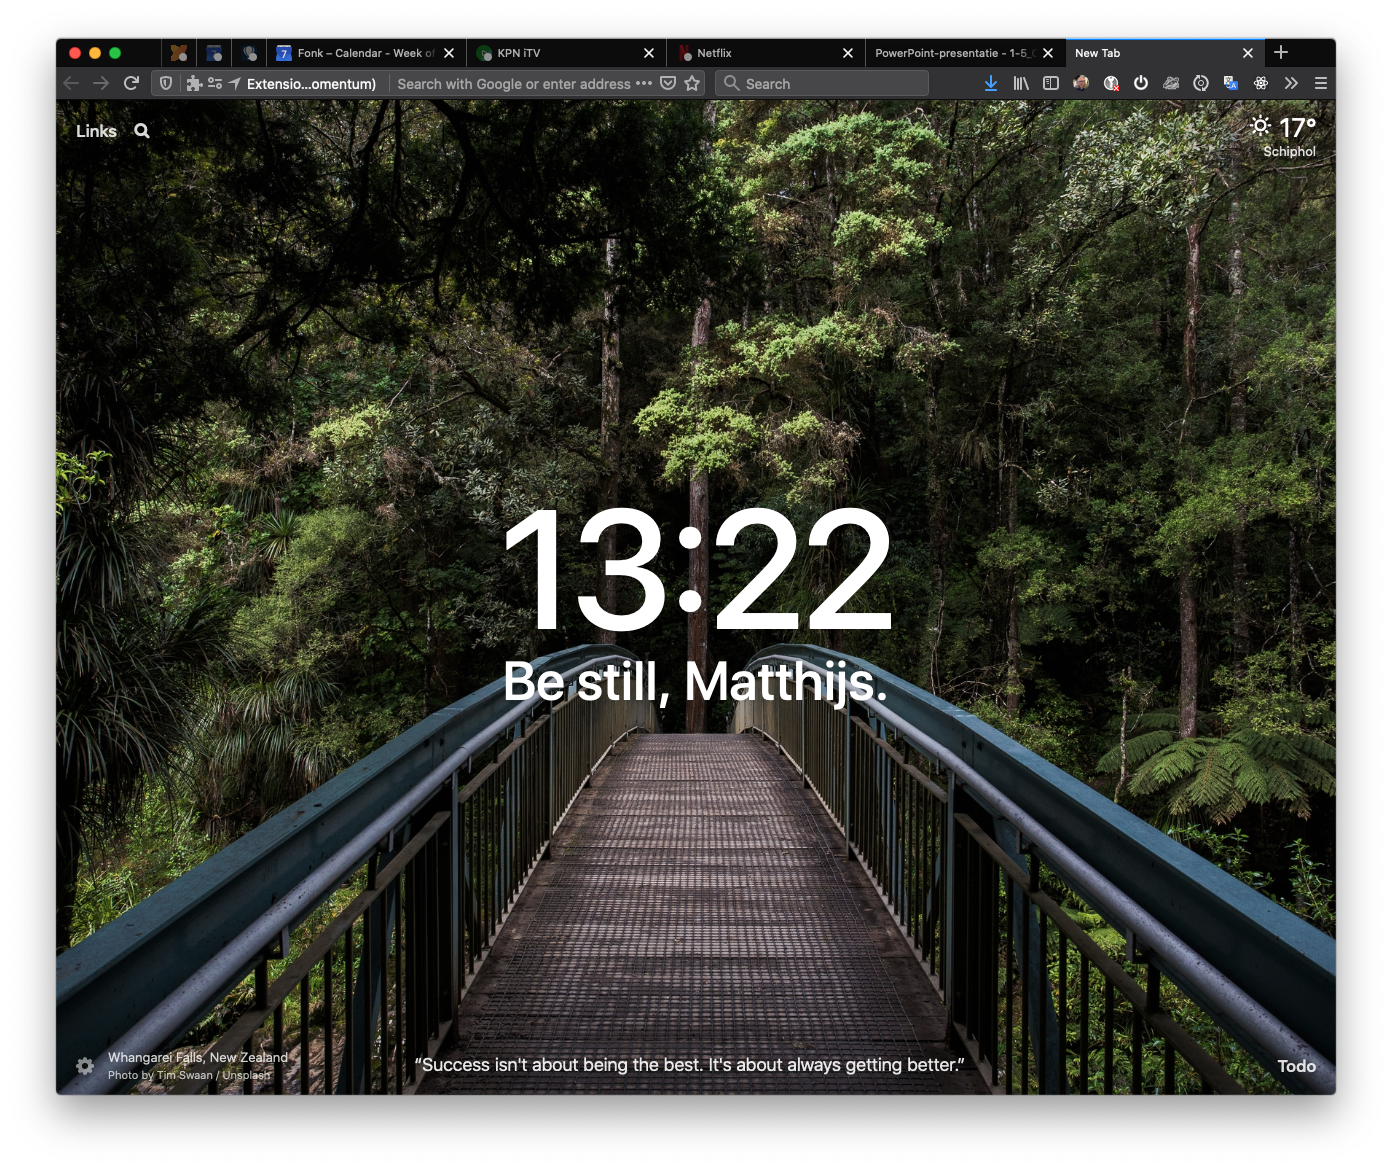 7 Fonk – Calendar - Week of
KPN iTV
Netflix
PowerPoint-presentatie - 1-5_
New Tab
Extensio...omentum)
Search with Google or enter address
Search
Links
17°
Schiphol
13:22
Be still, Matthijs.
Whangarei Falls, New Zealand
Photo by Tim Swaan / Unsplash
“Success isn't about being the best. It's about always getting better.”
Todo